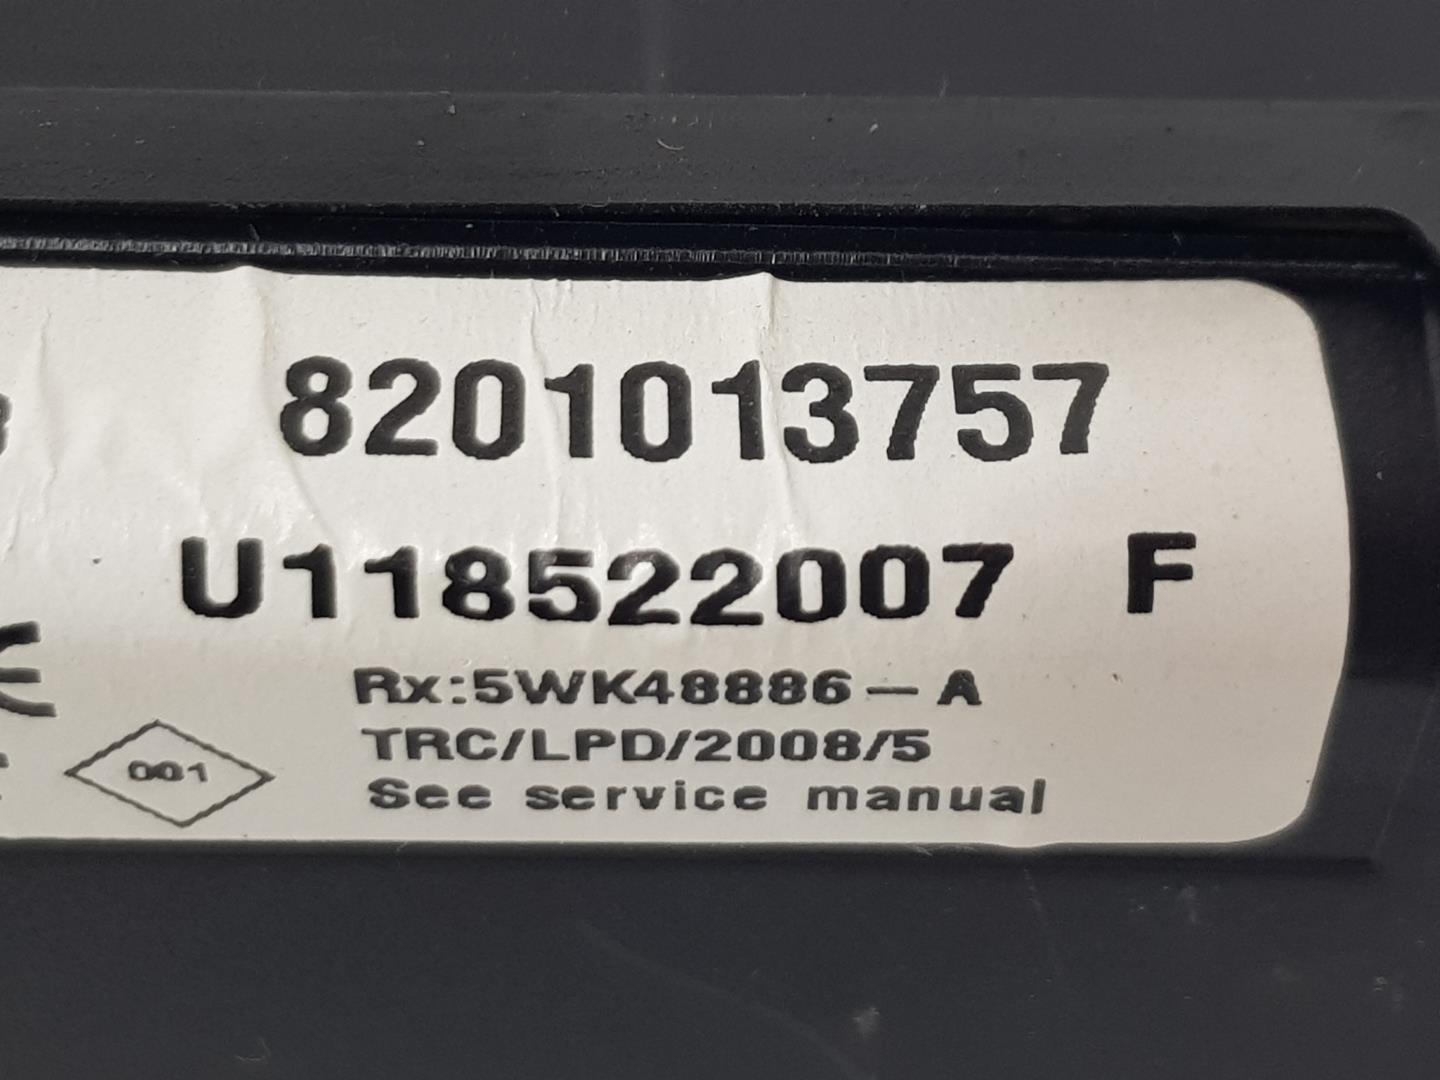 8201013757
U118522007 F
Rx:5WK48886-A
TRC/LPD/2008/5
001
See service manual